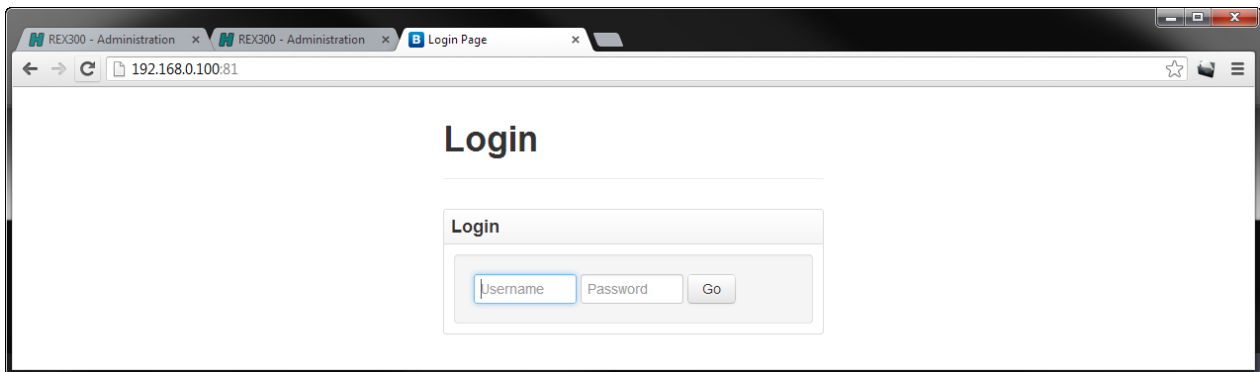 REX300 - Administration
REX300 - Administration
B Login Page
192.168.0.100:81
Login
Login
Username Password Go